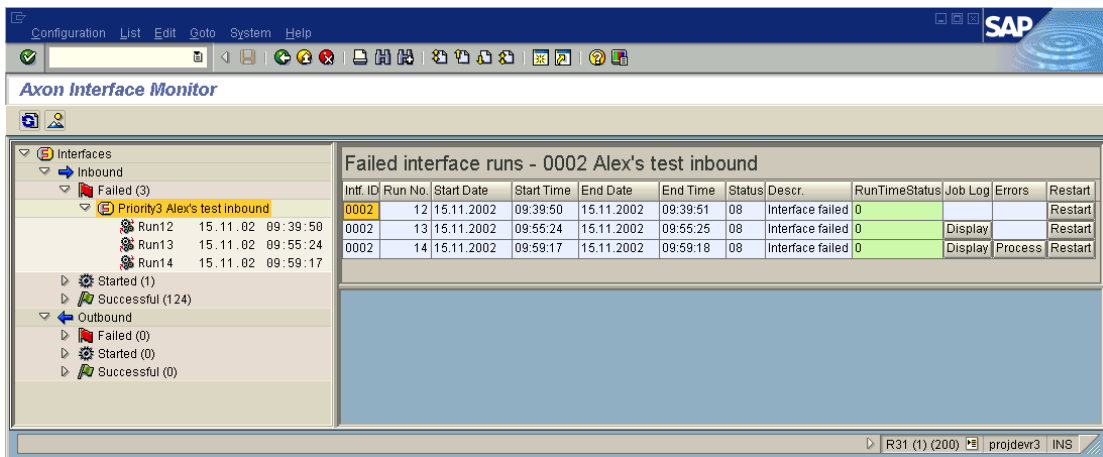 Configuration List Edit Goto System Help
SAP
Axon Interface Monitor
Interfaces
Inbound
Failed (3)
Priority3 Alex's test inbound
Run12 15.11.02 09:39:50
Run13 15.11.02 09:55:24
Run14 15.11.02 09:59:17
Started (1)
Successful (124)
Outbound
Failed (0)
Started (0)
Successful (0)
Failed interface runs - 0002 Alex's test inbound
Intf. ID Run No. Start Date Start Time End Date End Time Status Descr. RunTimeStatus Job Log Errors Restart
0002 12 15.11.2002 09:39:50 15.11.2002 09:39:51 08 Interface failed 0 Restart
0002 13 15.11.2002 09:55:24 15.11.2002 09:55:25 08 Interface failed 0 Display Restart
0002 14 15.11.2002 09:59:17 15.11.2002 09:59:18 08 Interface failed 0 Display Process Restart
R31 (1) (200) projdevr3 INS